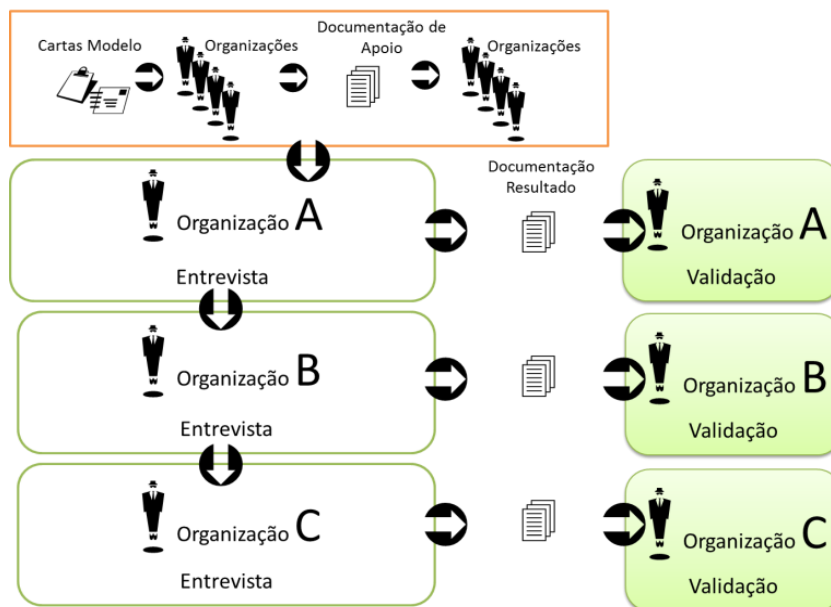 Cartas Modelo
Organizações
Documentação de
Apoio
Organizações
Organização A
Entrevista
Documentação
Resultado
Organização A
Validação
Organização B
Entrevista
Organização B
Validação
Organização C
Entrevista
Organização C
Validação